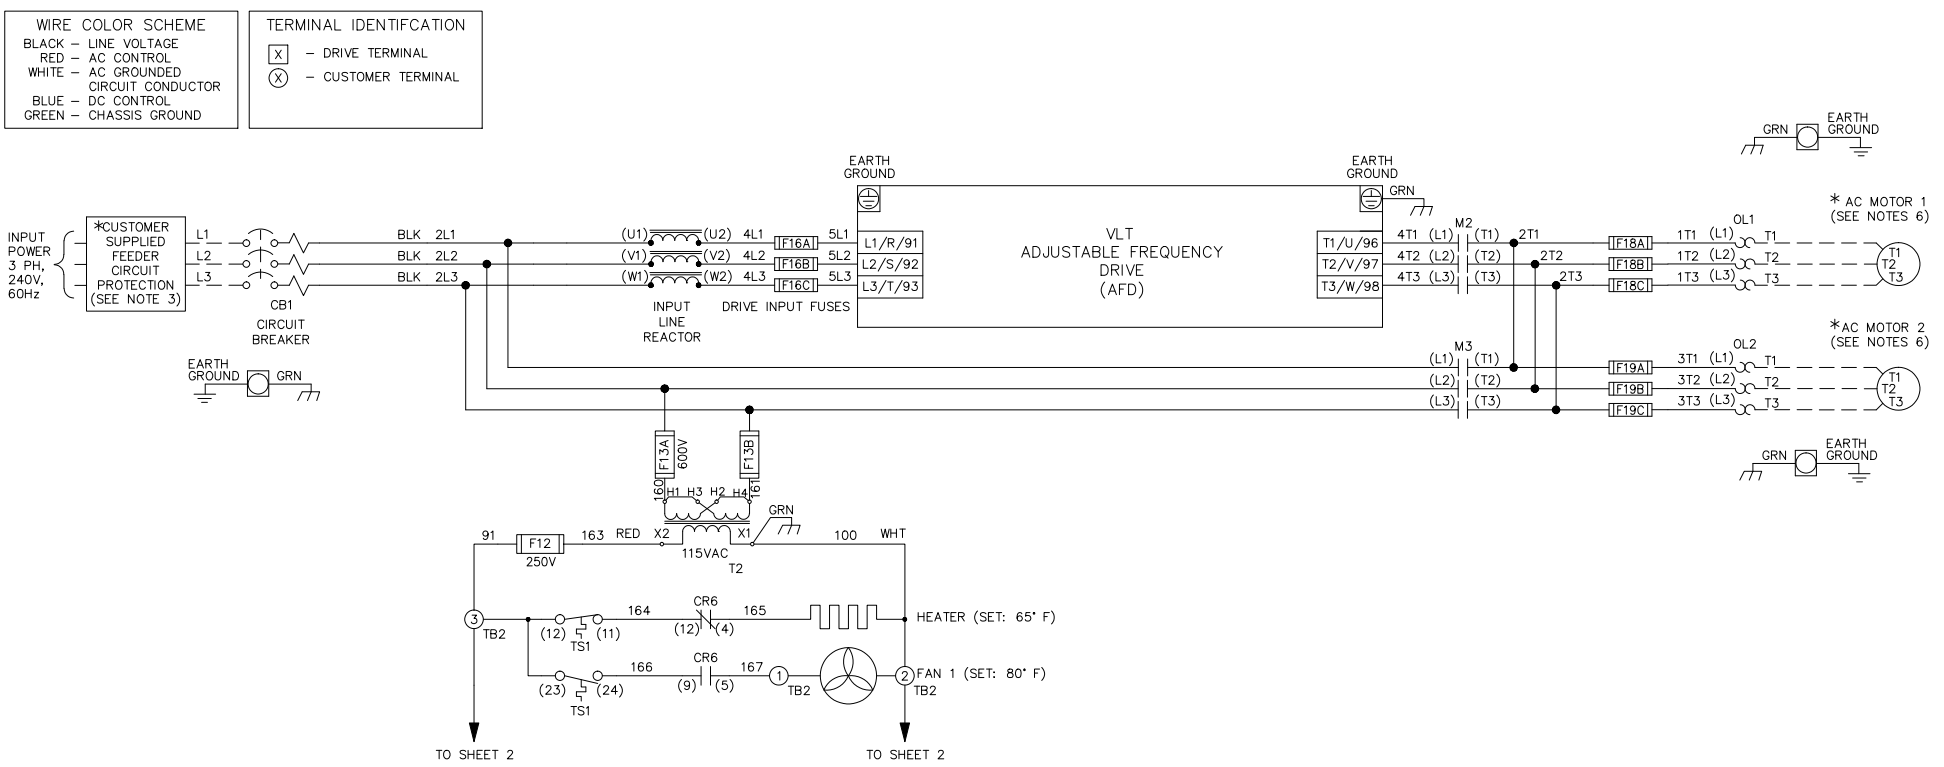 WIRE COLOR SCHEME
BLACK – LINE VOLTAGE
RED – AC CONTROL
WHITE – AC GROUNDED
CIRCUIT CONDUCTOR
BLUE – DC CONTROL
GREEN – CHASSIS GROUND
TERMINAL IDENTIFCATION
X – DRIVE TERMINAL
X – CUSTOMER TERMINAL
GRN
EARTH
GROUND
INPUT
POWER
3 PH,
240V,
60Hz
*CUSTOMER
SUPPLIED
FEEDER
CIRCUIT
PROTECTION
(SEE NOTE 3)
L1
L2
L3
CB1
CIRCUIT
BREAKER
BLK 2L1
BLK 2L2
BLK 2L3
(U1) (U2) 4L1 F16A 5L1
(V1) (V2) 4L2 F16B 5L2
(W1) (W2) 4L3 F16C 5L3
INPUT
LINE
REACTOR
DRIVE INPUT FUSES
EARTH
GROUND
L1/R/91
L2/S/92
L3/T/93
VLT
ADJUSTABLE FREQUENCY
DRIVE
(AFD)
EARTH
GROUND
GRN
T1/U/96
T2/V/97
T3/W/98
M2
4T1 (L1) (T1) 2T1 F18A 1T1 (L1) T1
4T2 (L2) (T2) 2T2 F18B 1T2 (L2) T2
4T3 (L3) (T3) 2T3 F18C 1T3 (L3) T3
OL1
* AC MOTOR 1
(SEE NOTES 6)
T1
T2
T3
EARTH
GROUND
GRN
M3
(L1) (T1) F19A 3T1 (L1) T1
(L2) (T2) F19B 3T2 (L2) T2
(L3) (T3) F19C 3T3 (L3) T3
OL2
*AC MOTOR 2
(SEE NOTES 6)
T1
T2
T3
GRN
EARTH
GROUND
F13A
600V
F13B
160
161
H1 H3 H2 H4
GRN
91 F12 163 RED X2 X1 100 WHT
250V
115VAC
T2
3
TB2
(12) (11)
TS1
164
CR6
(12) (4)
165
HEATER (SET: 65° F)
(23) (24)
TS1
166
CR6
(9) (5)
167
1
TB2
2
TB2
FAN 1 (SET: 80° F)
TO SHEET 2
TO SHEET 2